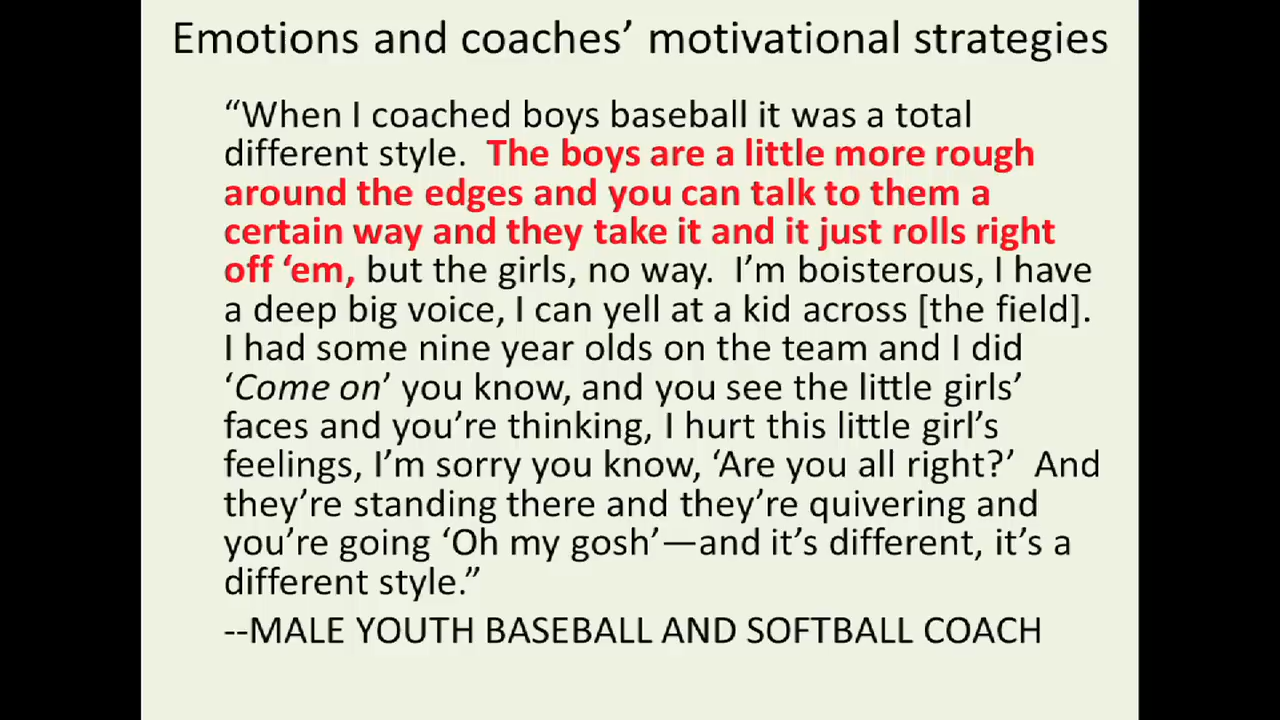 Emotions and coaches’ motivational strategies
“When I coached boys baseball it was a total
different style.  The boys are a little more rough
around the edges and you can talk to them a
certain way and they take it and it just rolls right
off ‘em, but the girls, no way.  I’m boisterous, I have
a deep big voice, I can yell at a kid across [the field].
I had some nine year olds on the team and I did
‘Come on’ you know, and you see the little girls’
faces and you’re thinking, I hurt this little girl’s
feelings, I’m sorry you know, ‘Are you all right?’  And
they’re standing there and they’re quivering and
you’re going ‘Oh my gosh’—and it’s different, it’s a
different style.”
--MALE YOUTH BASEBALL AND SOFTBALL COACH